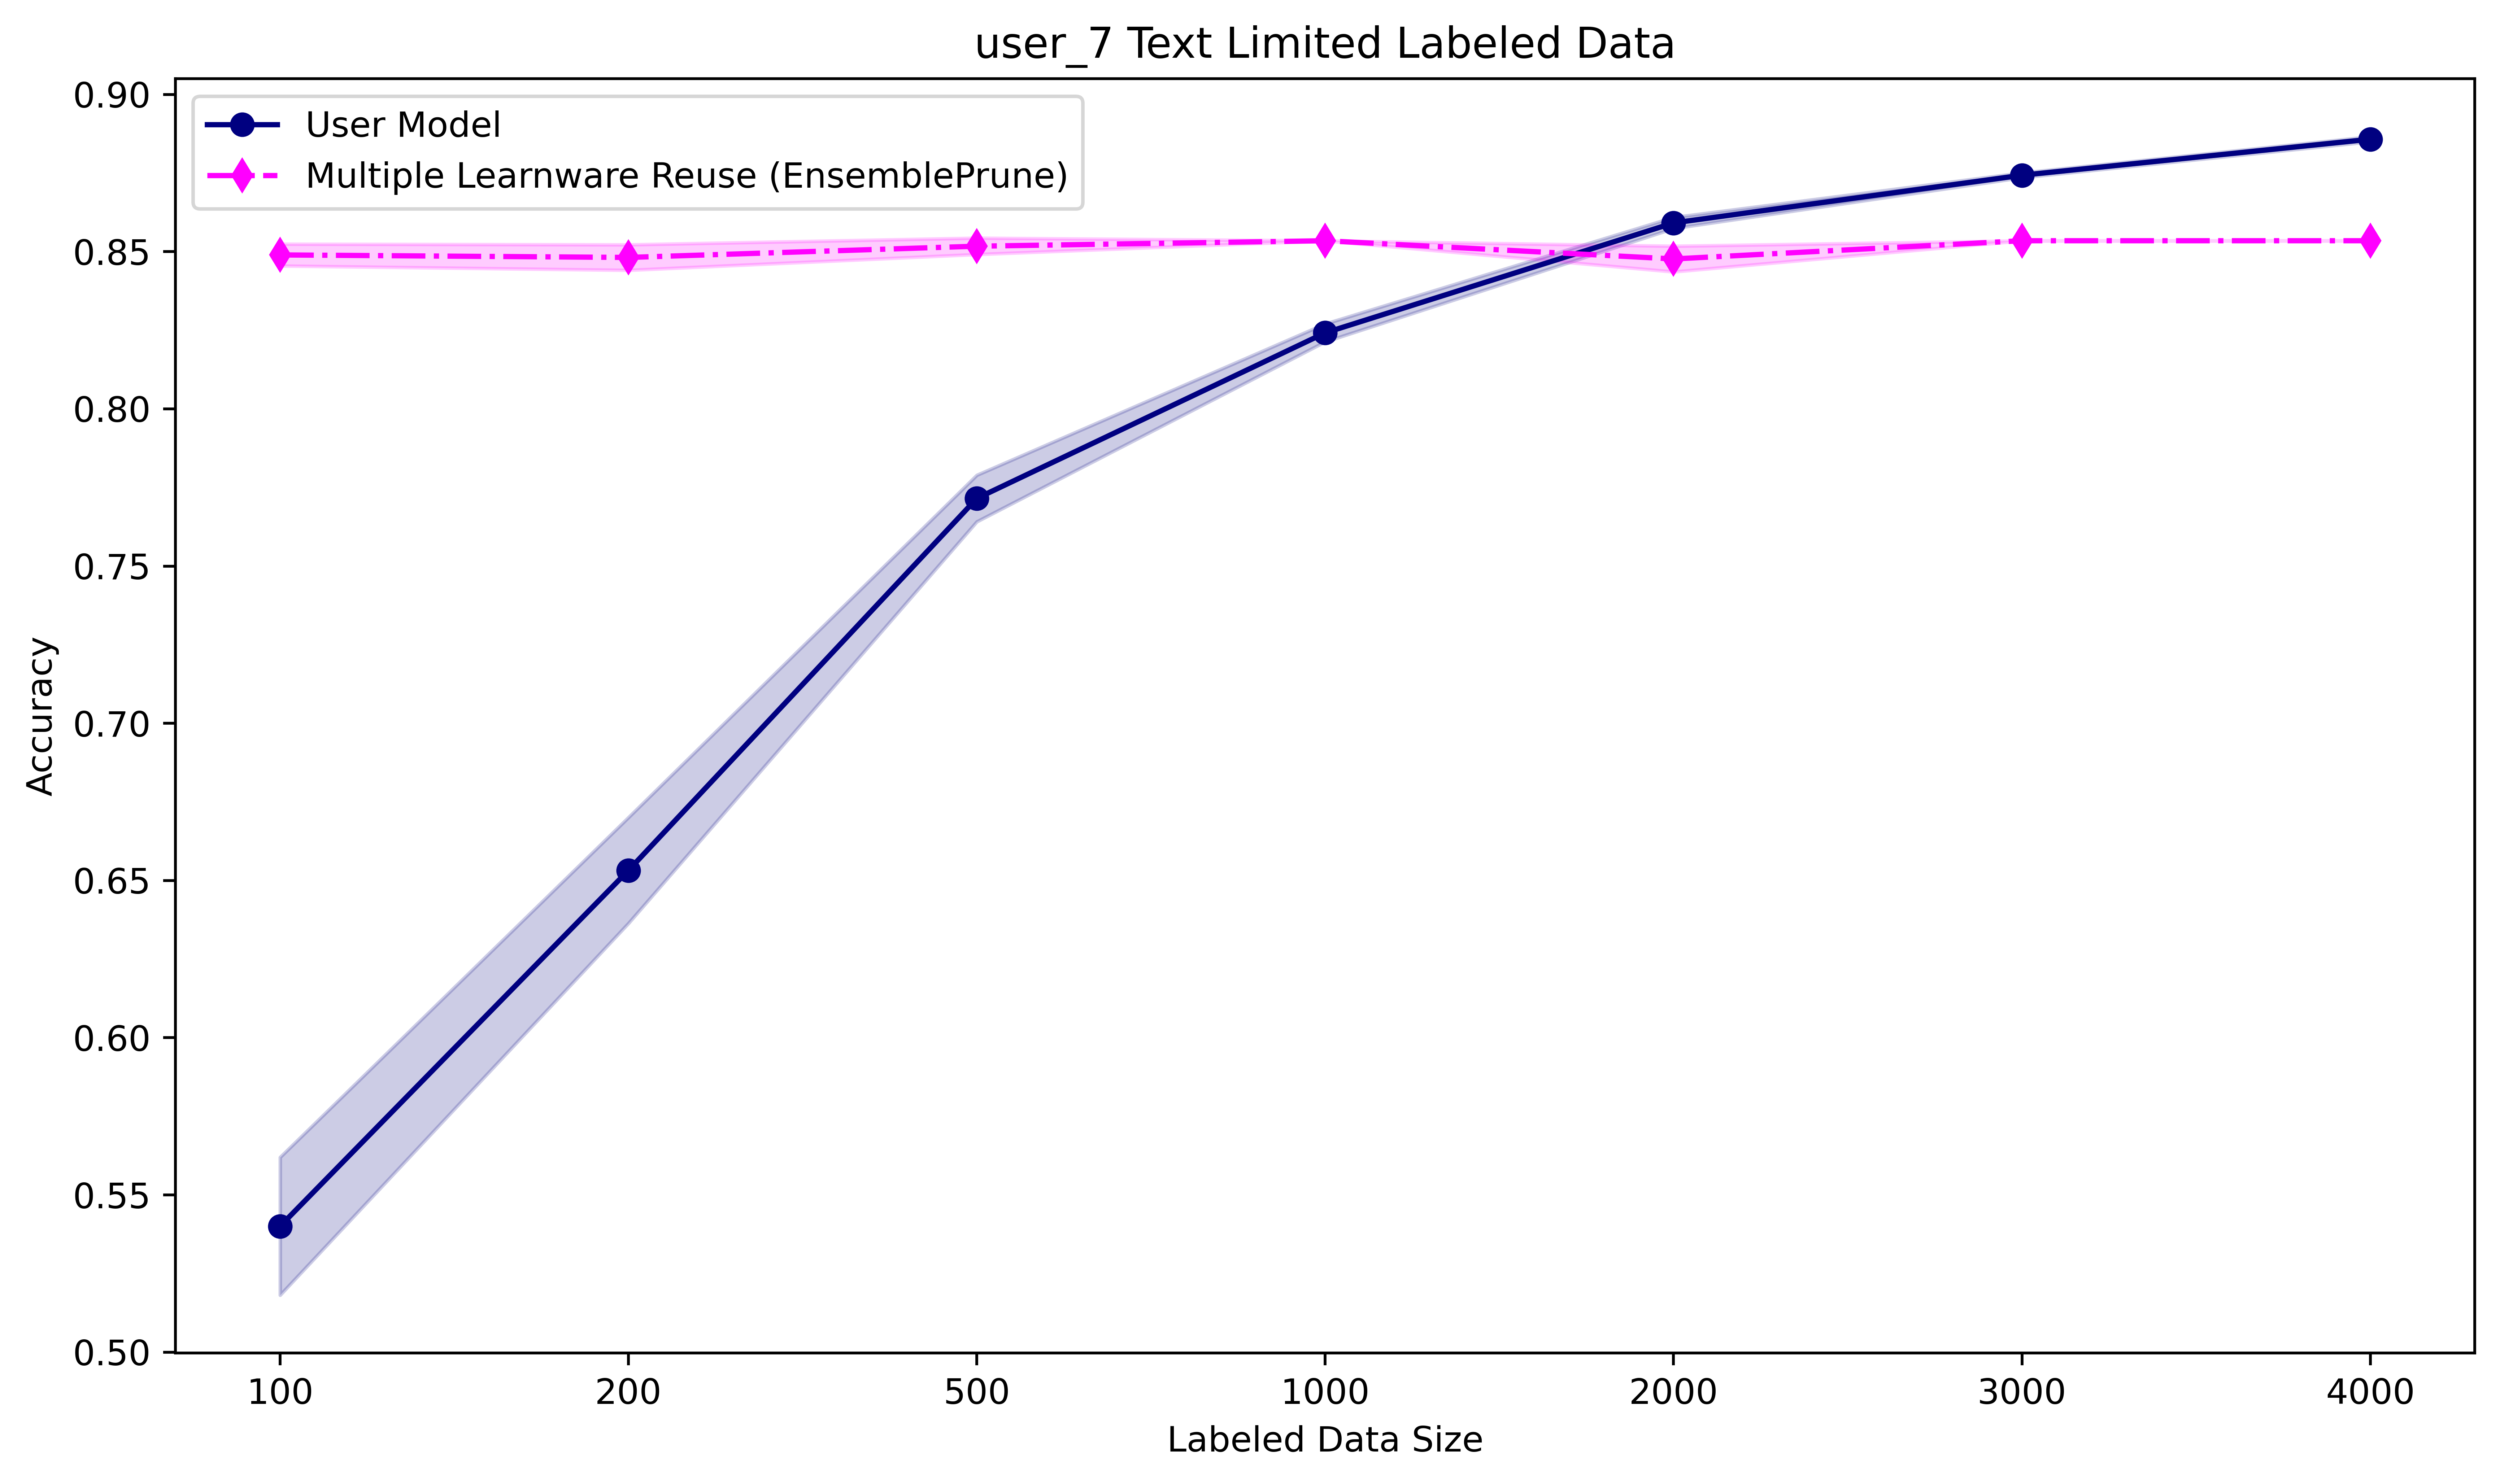 user_7 Text Limited Labeled Data
User Model
Multiple Learnware Reuse (EnsemblePrune)
0.90
0.85
0.80
0.75
0.70
0.65
0.60
0.55
0.50
Accuracy
100 200 500 1000 2000 3000 4000
Labeled Data Size